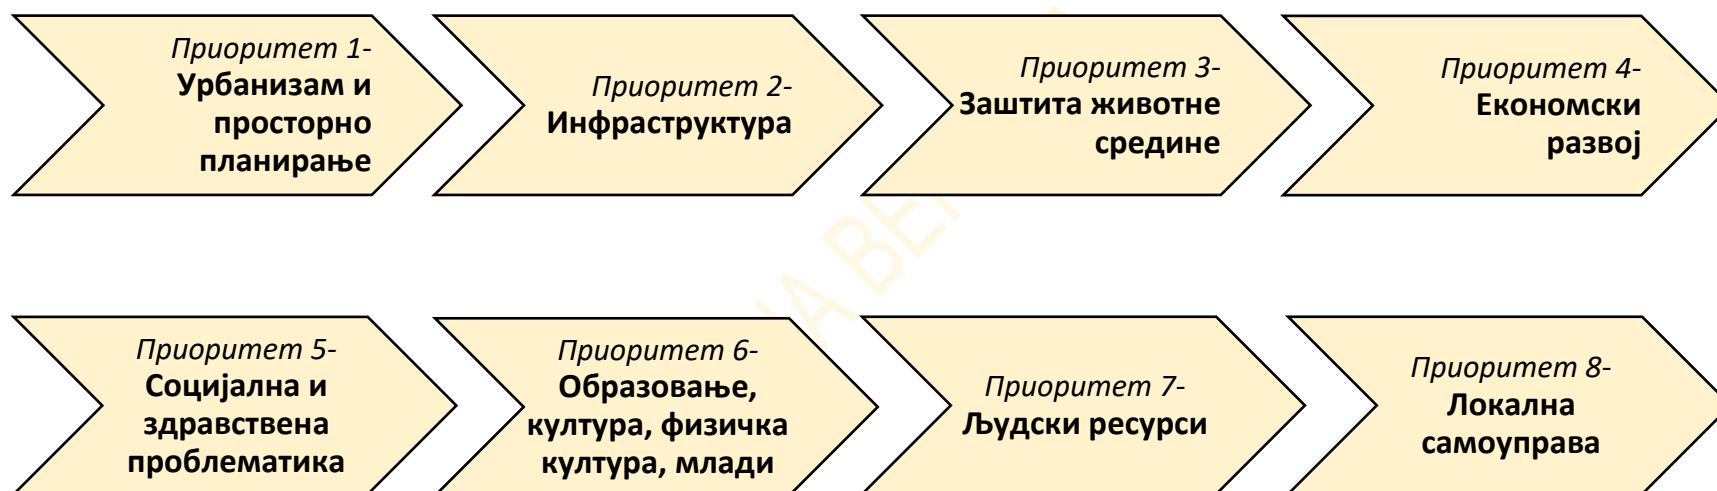 Приоритет 1-
Урбанизам и
просторно
планирање
Приоритет 2-
Инфраструктура
Приоритет 3-
Заштита животне
средине
Приоритет 4-
Економски
развој
Приоритет 5-
Социјална и
здравствена
проблематика
Приоритет 6-
Образовање,
култура, физичка
култура, млади
Приоритет 7-
Људски ресурси
Приоритет 8-
Локална
самоуправа